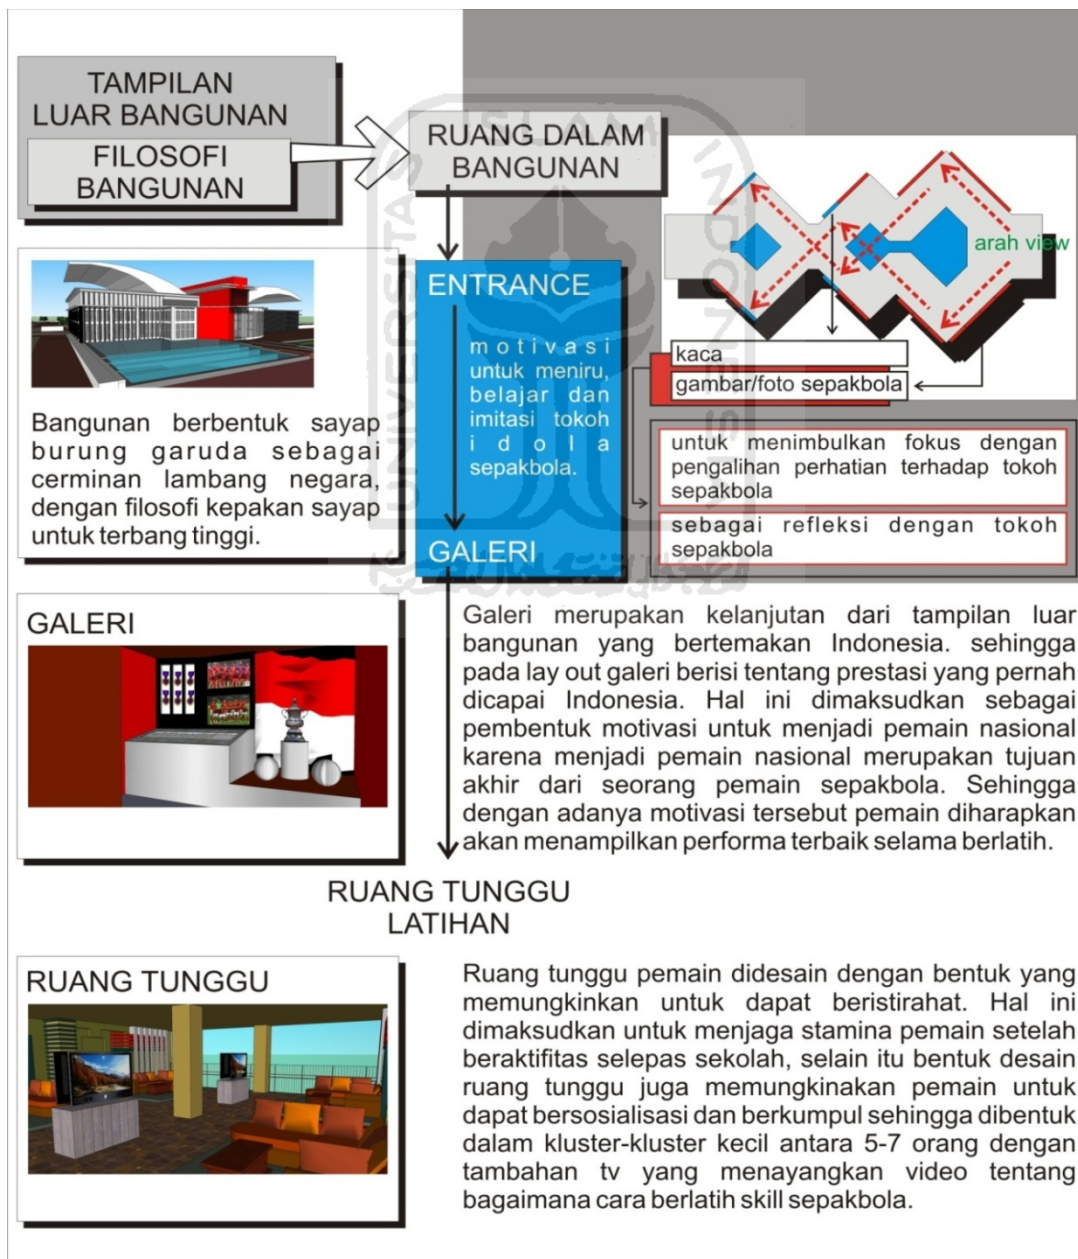 TAMPILAN
LUAR BANGUNAN
FILOSOFI
BANGUNAN
RUANG DALAM
BANGUNAN
arah view
kaca
gambar/foto sepakbola
untuk menimbulkan fokus dengan
pengalihan perhatian terhadap tokoh
sepakbola
sebagai refleksi dengan tokoh
sepakbola
ENTRANCE
motivasi
untuk meniru,
belajar dan
imitasi tokoh
idola
sepakbola.
GALERI
Bangunan berbentuk sayap
burung garuda sebagai
cerminan lambang negara,
dengan filosofi kepakan sayap
untuk terbang tinggi.
GALERI
Galeri merupakan kelanjutan dari tampilan luar
bangunan yang bertemakan Indonesia. sehingga
pada lay out galeri berisi tentang prestasi yang pernah
dicapai Indonesia. Hal ini dimaksudkan sebagai
pembentuk motivasi untuk menjadi pemain nasional
karena menjadi pemain nasional merupakan tujuan
akhir dari seorang pemain sepakbola. Sehingga
dengan adanya motivasi tersebut pemain diharapkan
akan menampilkan performa terbaik selama berlatih.
RUANG TUNGGU
LATIHAN
RUANG TUNGGU
Ruang tunggu pemain didesain dengan bentuk yang
memungkinkan untuk dapat beristirahat. Hal ini
dimaksudkan untuk menjaga stamina pemain setelah
beraktifitas selepas sekolah, selain itu bentuk desain
ruang tunggu juga memungkinakan pemain untuk
dapat bersosialisasi dan berkumpul sehingga dibentuk
dalam kluster-kluster kecil antara 5-7 orang dengan
tambahan tv yang menayangkan video tentang
bagaimana cara berlatih skill sepakbola.
UNIVERSITAS
ISLAM
INDONESIA